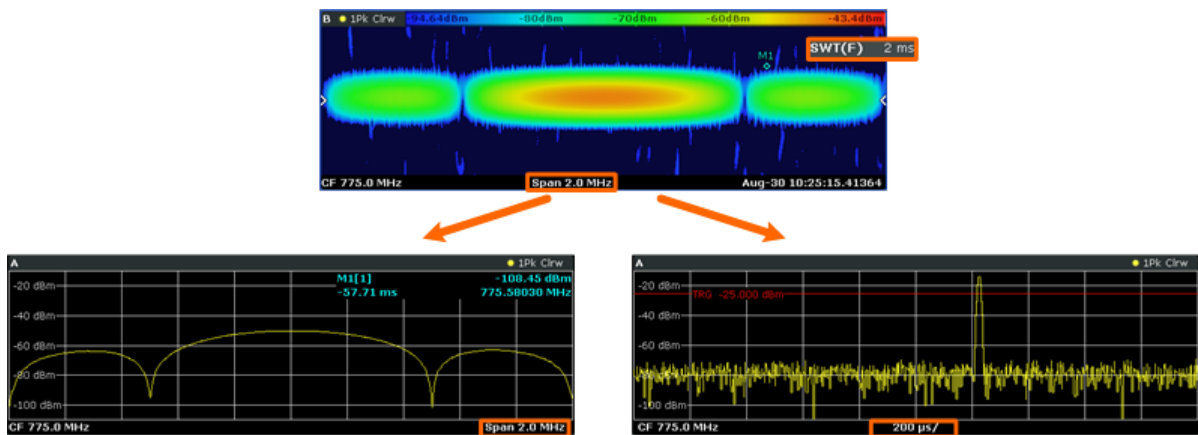 B 1Pk Clrw -94.64dBm -80dBm -70dBm -60dBm -43.4dBm
SWT(F) 2 ms
M1
CF 775.0 MHz Span 2.0 MHz Aug-30 10:25:15.41364
A 1Pk Clrw
M1[1] -108.45 dBm
-57.71 ms 775.58030 MHz
-20 dBm
-40 dBm
-60 dBm
-80 dBm
-100 dBm
CF 775.0 MHz Span 2.0 MHz
A 1Pk Clrw
-20 dBm
TRG -25.000 dBm
-40 dBm
-60 dBm
-100 dBm
CF 775.0 MHz 200 µs/